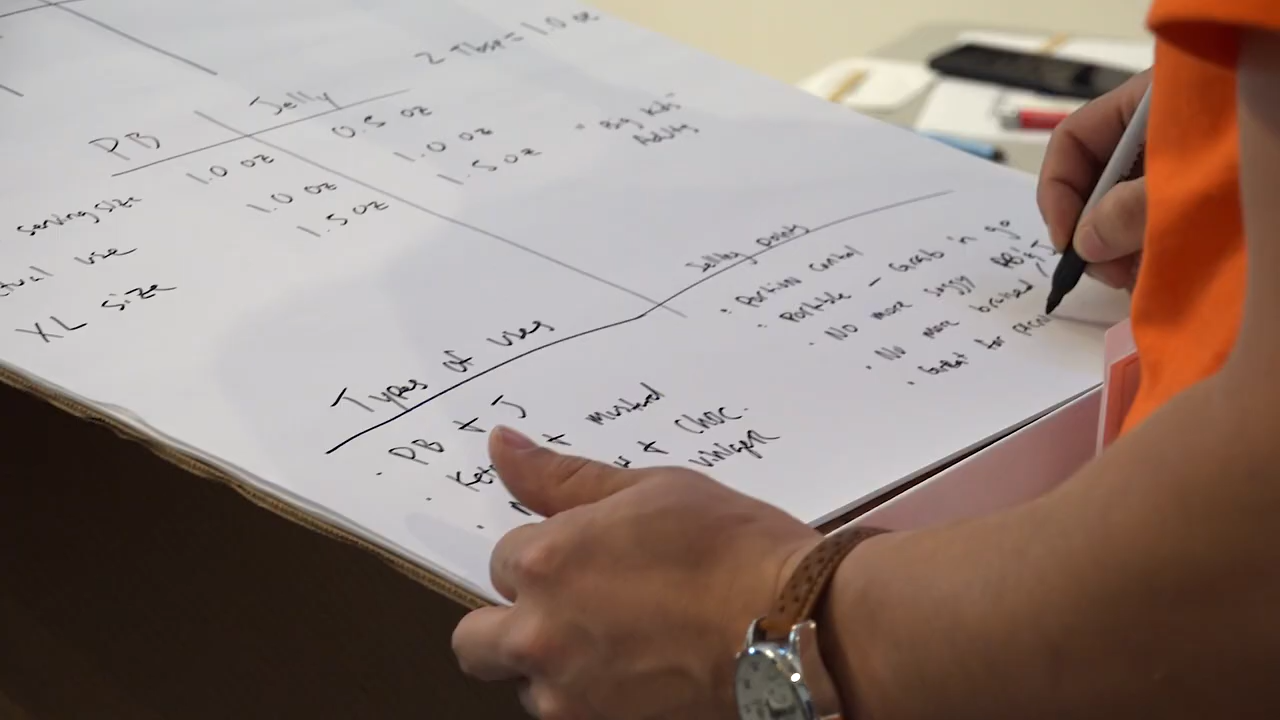 2 Tbsp = 1.0 oz
PB Jelly
Serving size 1.0 oz 0.5 oz
use 1.0 oz 1.0 oz
XL size 1.5 oz 1.5 oz = "Big kids"
Adults
Types of uses
• PB + J
• + mustard
• + choc.
vinegar
Selling points
• Portion control
• Portable - Grab 'n go
• No more soggy PB & J
• No more bruised
• Great for